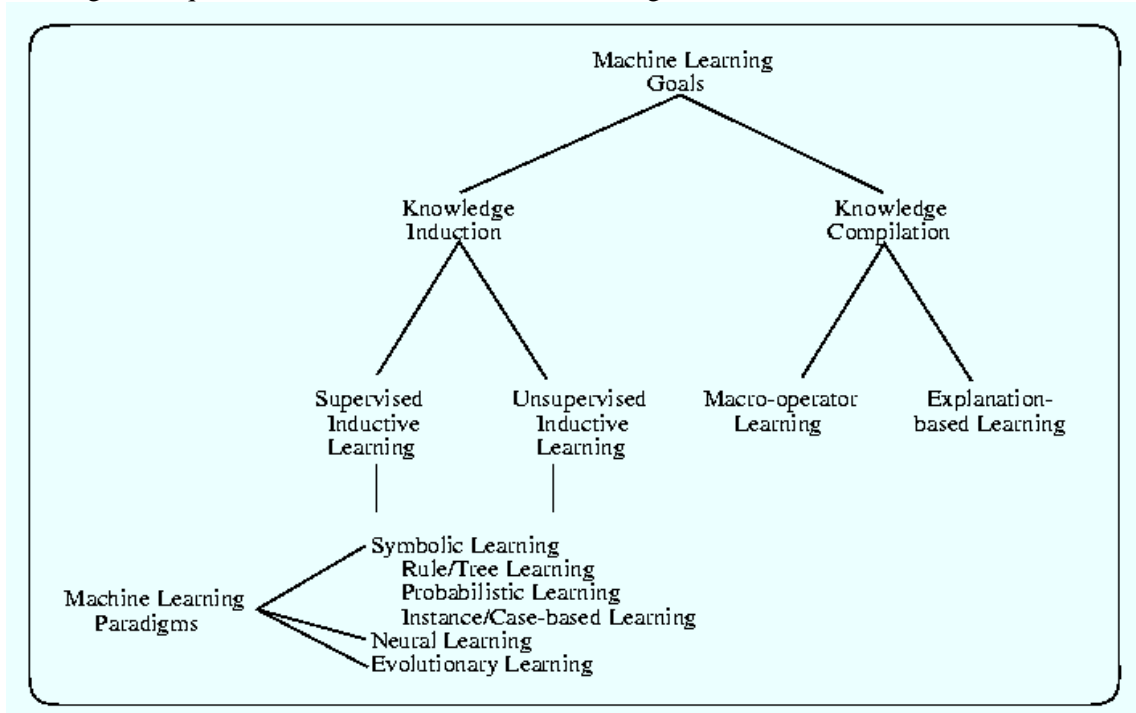 Machine Learning
Goals
Knowledge
Induction
Knowledge
Compilation
Supervised
Inductive
Learning
Unsupervised
Inductive
Learning
Macro-operator
Learning
Explanation-
based Learning
Machine Learning
Paradigms
Symbolic Learning
Rule/Tree Learning
Probabilistic Learning
Instance/Case-based Learning
Neural Learning
Evolutionary Learning